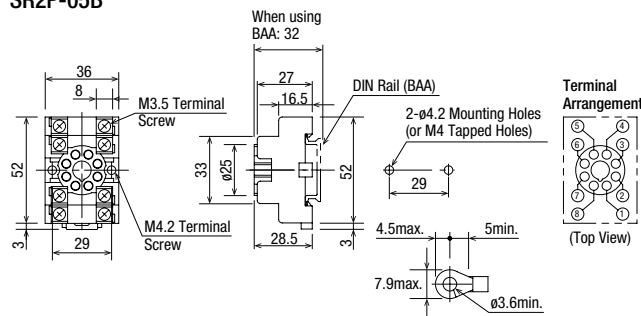 SR2P-05B
When using
BAA: 32
36
8
M3.5 Terminal
Screw
52
3
29
M4.2 Terminal
Screw
27
16.5
DIN Rail (BAA)
33
ø25
52
28.5
3
2-ø4.2 Mounting Holes
(or M4 Tapped Holes)
29
4.5max.
5min.
7.9max.
ø3.6min.
Terminal
Arrangement
5 4
6 3
7 2
8 1
(Top View)